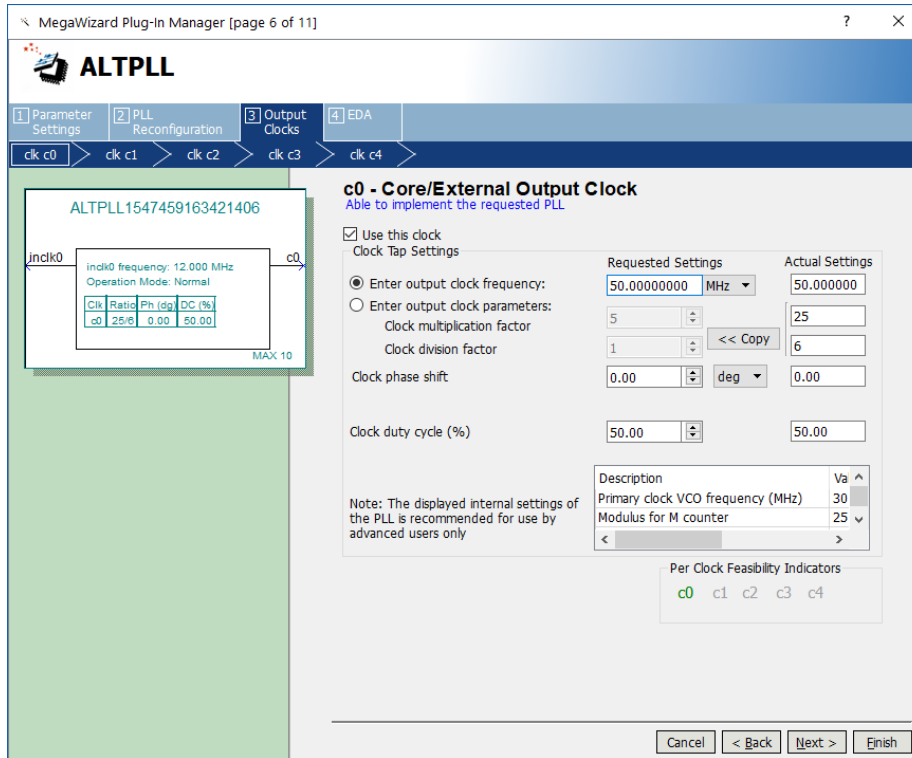 MegaWizard Plug-In Manager [page 6 of 11]
? ×
ALTPLL
1 Parameter Settings
2 PLL Reconfiguration
3 Output Clocks
4 EDA
clk c0
clk c1
clk c2
clk c3
clk c4
ALTPLL1547459163421406
inclk0
c0
inclk0 frequency: 12.000 MHz
Operation Mode: Normal
Clk Ratio Ph (dg) DC (%)
c0 25/6 0.00 50.00
MAX 10
c0 - Core/External Output Clock
Able to implement the requested PLL
Use this clock
Clock Tap Settings
Requested Settings
Actual Settings
Enter output clock frequency:
50.00000000
MHz
50.000000
Enter output clock parameters:
Clock multiplication factor
5
25
<< Copy
Clock division factor
1
6
Clock phase shift
0.00
deg
0.00
Clock duty cycle (%)
50.00
50.00
Note: The displayed internal settings of
the PLL is recommended for use by
advanced users only
Description Va
Primary clock VCO frequency (MHz) 30
Modulus for M counter 25
Per Clock Feasibility Indicators
c0 c1 c2 c3 c4
Cancel
< Back
Next >
Finish